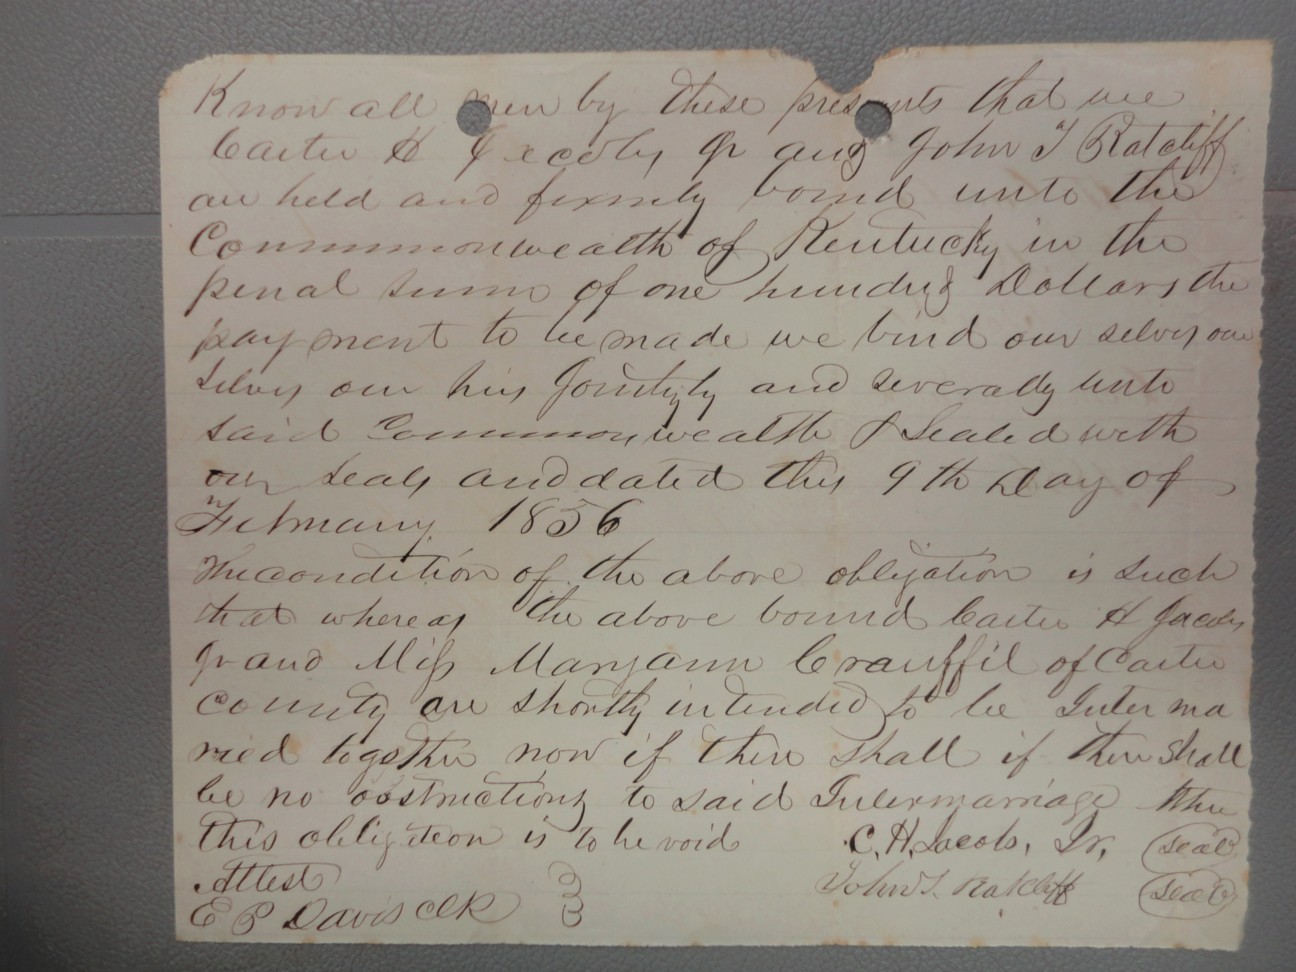 Know all men by these presents that we
Carter H Jacobs Jr and John T Ratcliff
are held and firmly bound unto the
Commonwealth of Kentucky in the
penal sum of one hundred Dollars the
payment to be made we bind our selves our
selves our his Jointly and severally unto
said Commonwealth & Sealed with
our seals and dated this 9th Day of
February 1856
The condition of the above obligation is such
that whereas the above bound Carter H Jacobs
Jr and Miss Maryann Crauffil of Carter
county are shortly intended to be Interma
ried together now if there shall if there shall
be no obstructions to said Intermarriage then
this obligation is to be void C. H. Jacobs, Jr. seal
Attest John T. Ratcliff seal
E P Davis clk